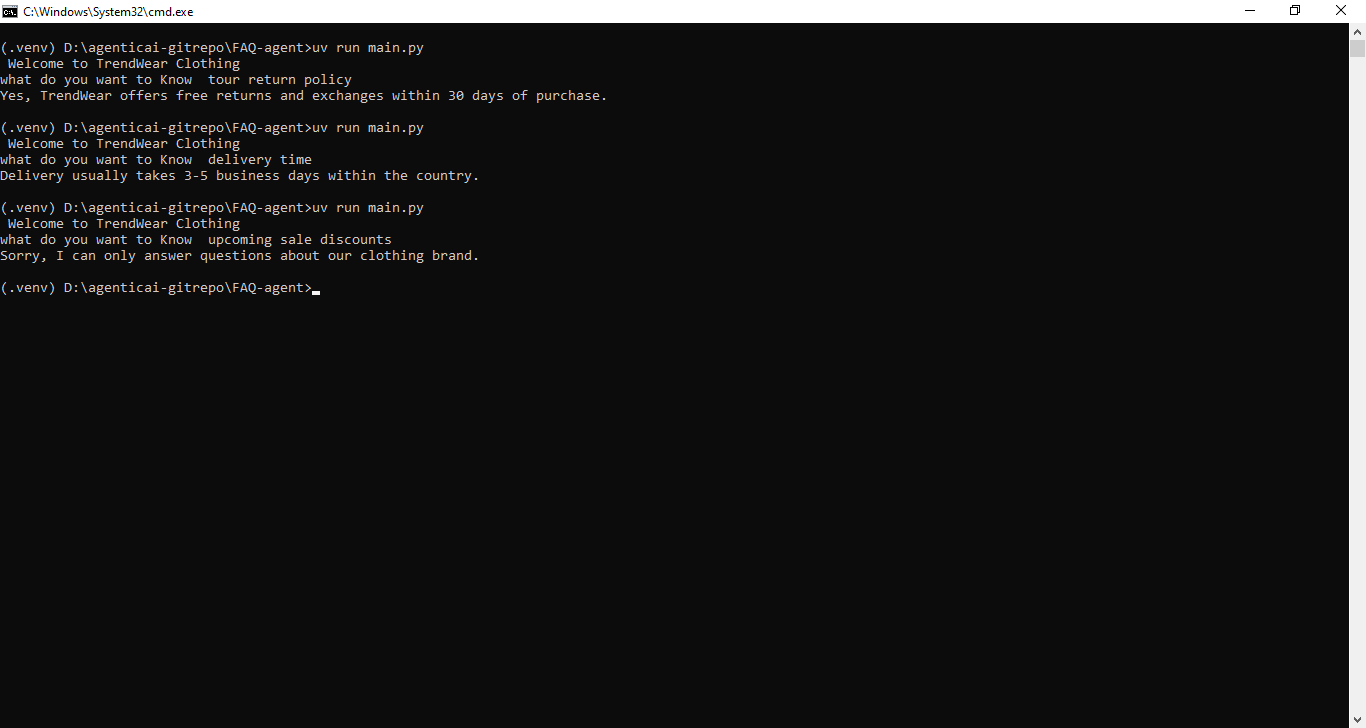 C:\Windows\System32\cmd.exe
(.venv) D:\agenticai-gitrepo\FAQ-agent>uv run main.py
Welcome to TrendWear Clothing
what do you want to Know  tour return policy
Yes, TrendWear offers free returns and exchanges within 30 days of purchase.
(.venv) D:\agenticai-gitrepo\FAQ-agent>uv run main.py
Welcome to TrendWear Clothing
what do you want to Know  delivery time
Delivery usually takes 3-5 business days within the country.
(.venv) D:\agenticai-gitrepo\FAQ-agent>uv run main.py
Welcome to TrendWear Clothing
what do you want to Know  upcoming sale discounts
Sorry, I can only answer questions about our clothing brand.
(.venv) D:\agenticai-gitrepo\FAQ-agent>